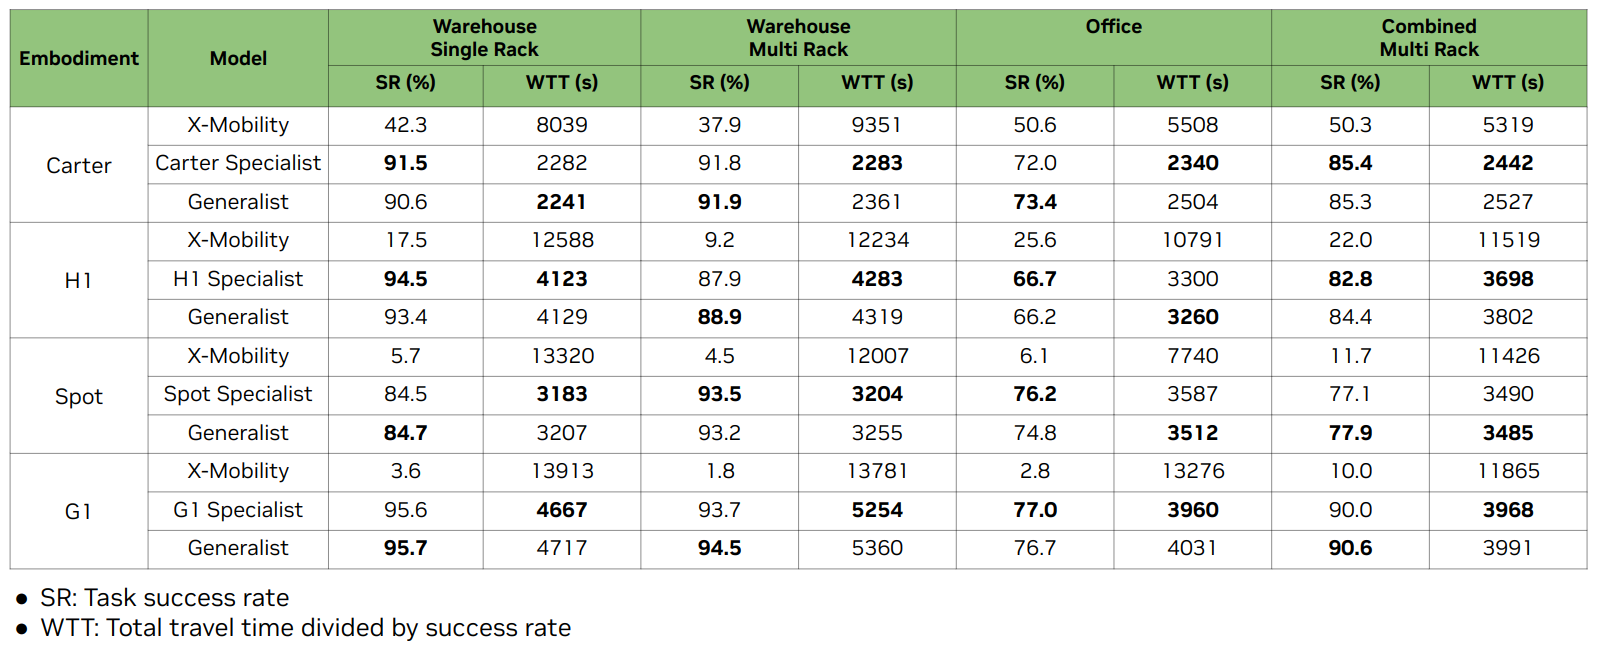 Embodiment Model Warehouse Single Rack Warehouse Multi Rack Office Combined Multi Rack
SR (%) WTT (s) SR (%) WTT (s) SR (%) WTT (s) SR (%) WTT (s)
Carter
X-Mobility 42.3 8039 37.9 9351 50.6 5508 50.3 5319
Carter Specialist 91.5 2282 91.8 2283 72.0 2340 85.4 2442
Generalist 90.6 2241 91.9 2361 73.4 2504 85.3 2527
H1
X-Mobility 17.5 12588 9.2 12234 25.6 10791 22.0 11519
H1 Specialist 94.5 4123 87.9 4283 66.7 3300 82.8 3698
Generalist 93.4 4129 88.9 4319 66.2 3260 84.4 3802
Spot
X-Mobility 5.7 13320 4.5 12007 6.1 7740 11.7 11426
Spot Specialist 84.5 3183 93.5 3204 76.2 3587 77.1 3490
Generalist 84.7 3207 93.2 3255 74.8 3512 77.9 3485
G1
X-Mobility 3.6 13913 1.8 13781 2.8 13276 10.0 11865
G1 Specialist 95.6 4667 93.7 5254 77.0 3960 90.0 3968
Generalist 95.7 4717 94.5 5360 76.7 4031 90.6 3991
● SR: Task success rate
● WTT: Total travel time divided by success rate